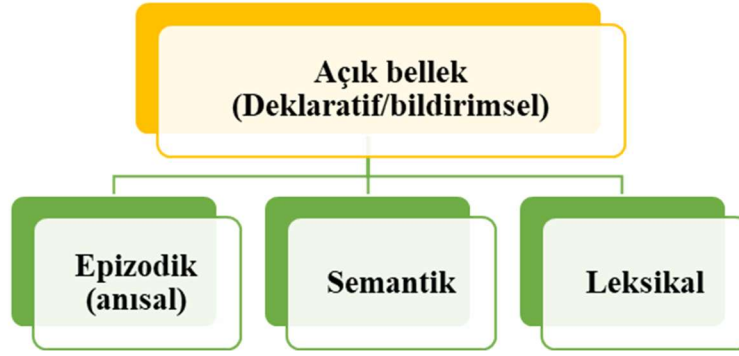 Açık bellek
(Deklaratif/bildirimsel)
Epizodik
(anısal)
Semantik
Leksikal